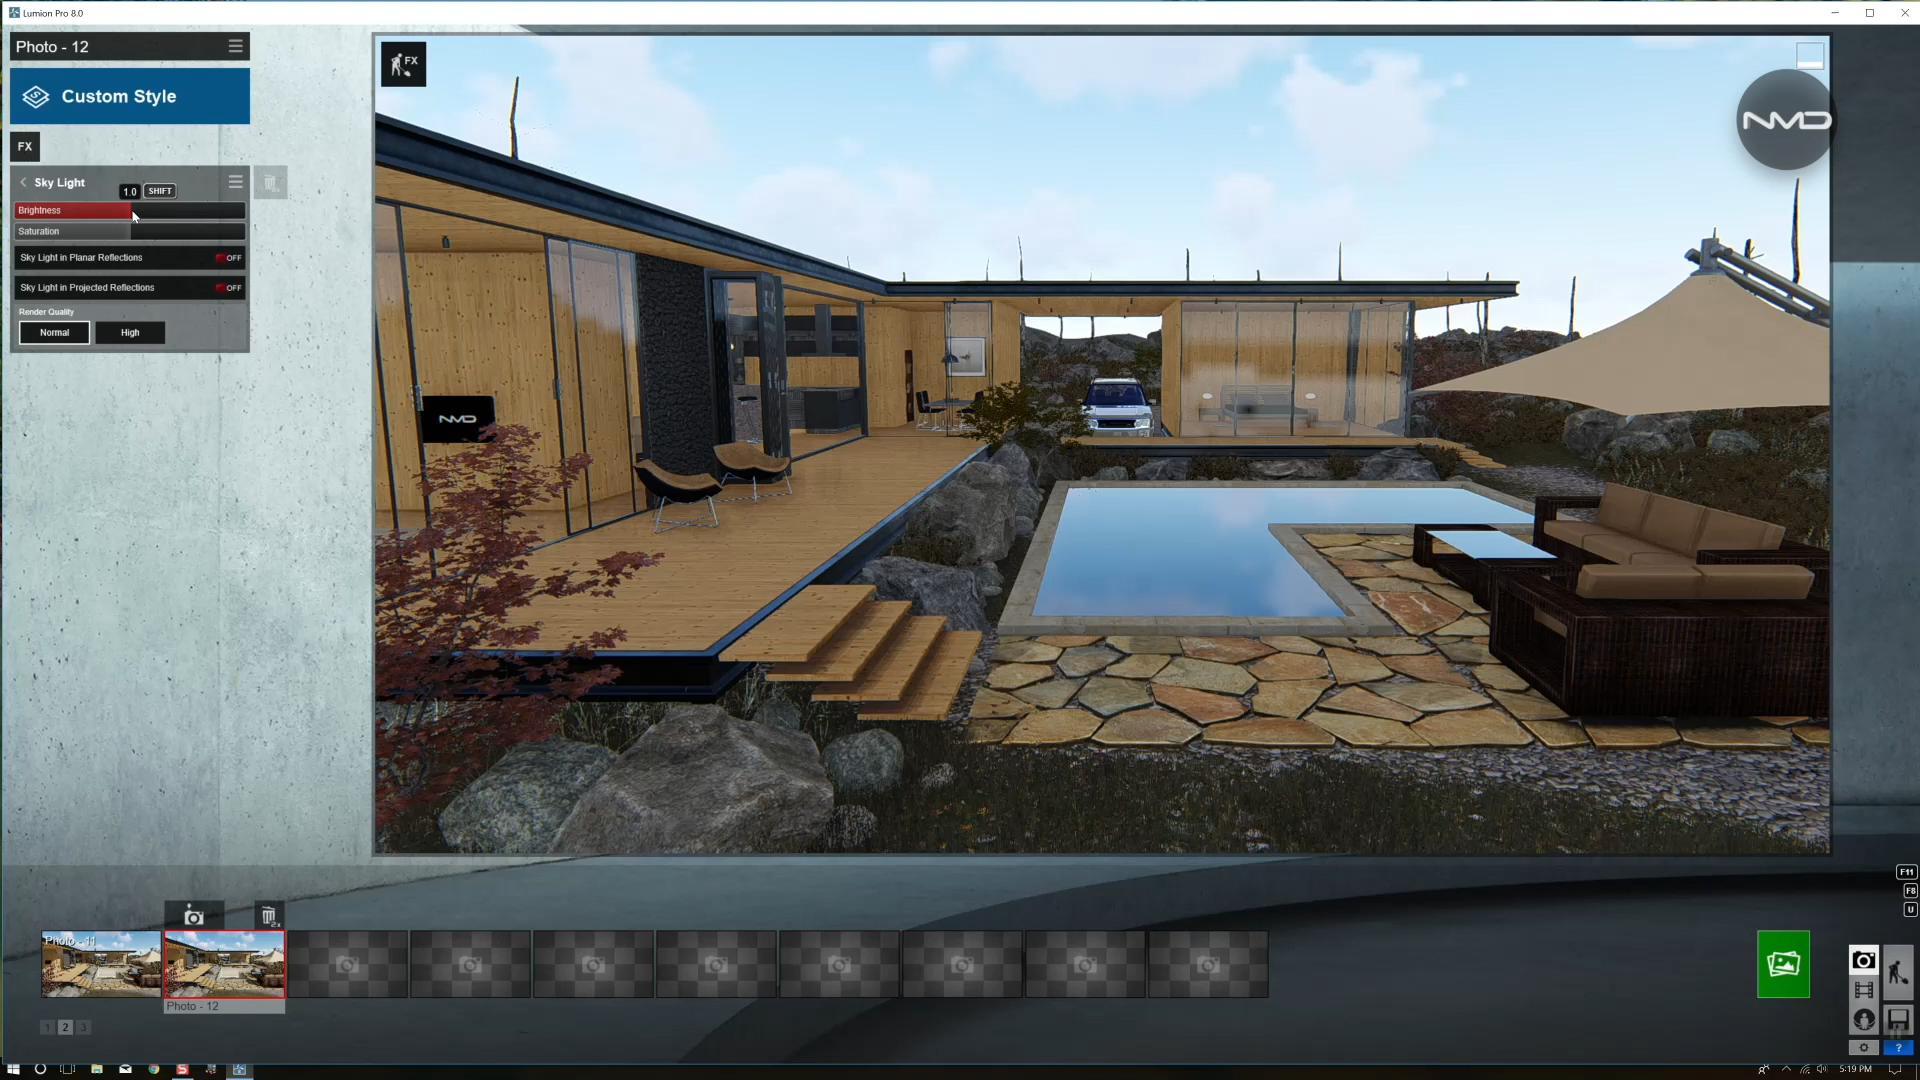 Lumion Pro 8.0
Photo - 12
Custom Style
FX
FX
NMD
Sky Light
1.0 SHIFT
Brightness
Saturation
Sky Light in Planar Reflections OFF
Sky Light in Projected Reflections OFF
Render Quality
Normal High
NMD
F11
F8
U
Photo - 11
Photo - 12
1 2 3
?
5:19 PM